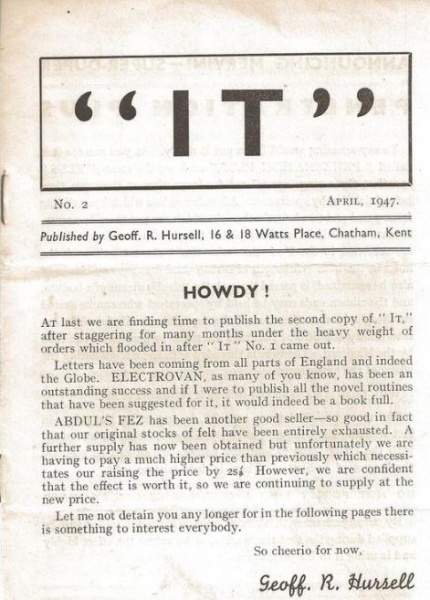 “ IT ”
No. 2 April, 1947.
Published by Geoff. R. Hursell, 16 & 18 Watts Place, Chatham, Kent
HOWDY !
At last we are finding time to publish the second copy of “ It,”
after staggering for many months under the heavy weight of
orders which flooded in after “ It ” No. 1 came out.
Letters have been coming from all parts of England and indeed
the Globe. ELECTROVAN, as many of you know, has been an
outstanding success and if I were to publish all the novel routines
that have been suggested for it, it would indeed be a book full.
ABDUL'S FEZ has been another good seller—so good in fact
that our original stocks of felt have been entirely exhausted. A
further supply has now been obtained but unfortunately we are
having to pay a much higher price than previously which necessi-
tates our raising the price by However, we are confident
that the effect is worth it, so we are continuing to supply at the
new price.
Let me not detain you any longer for in the following pages there
is something to interest everybody.
So cheerio for now,
Geoff. R. Hursell